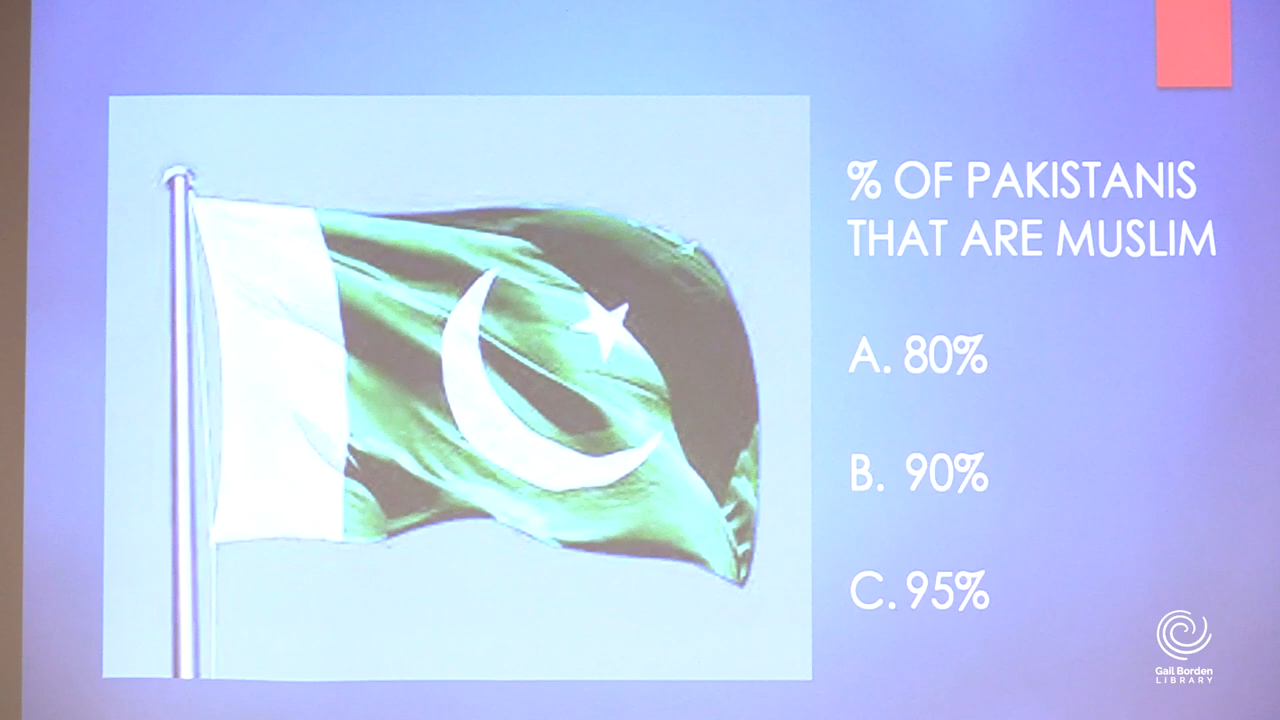 % OF PAKISTANIS
THAT ARE MUSLIM
A. 80%
B. 90%
C. 95%
Gail Borden
LIBRARY